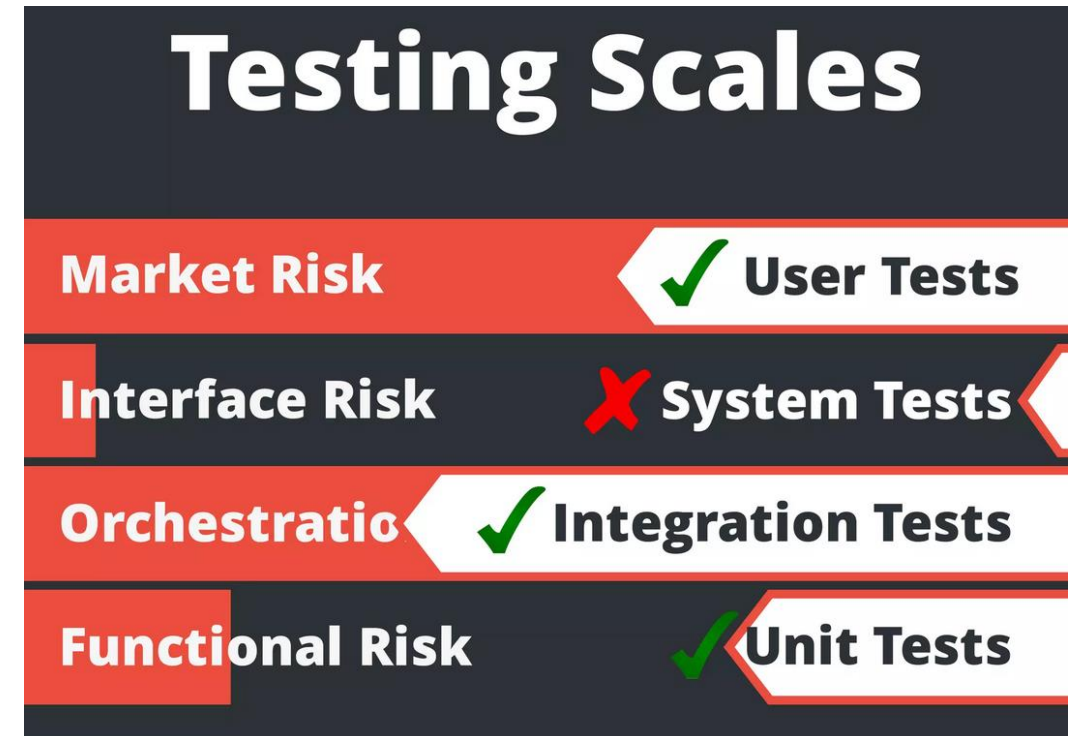 Testing Scales
Market Risk ✓ User Tests
Interface Risk ✗ System Tests
Orchestratio ✓ Integration Tests
Functional Risk ✓ Unit Tests